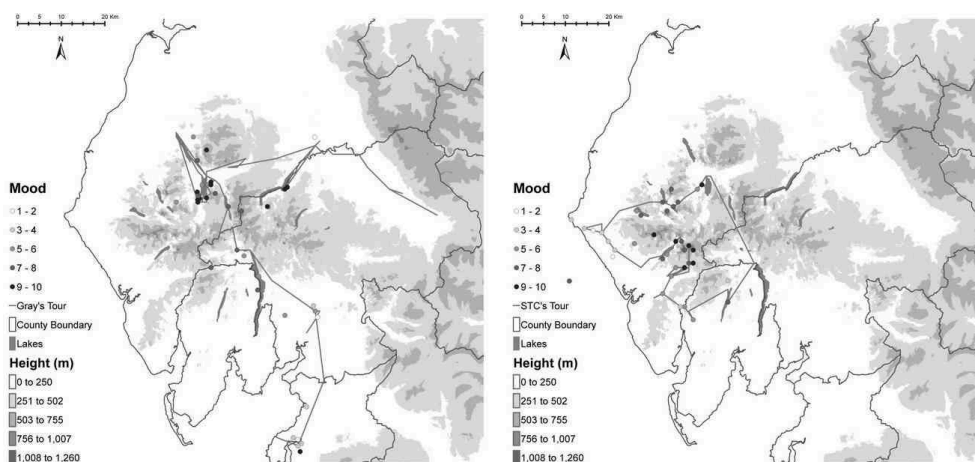 0 5 10 20 Km
N
Mood
1 - 2
3 - 4
5 - 6
7 - 8
9 - 10
Gray's Tour
County Boundary
Lakes
Height (m)
0 to 250
251 to 502
503 to 755
756 to 1,007
1,008 to 1,260
0 5 10 20 Km
N
Mood
1 - 2
3 - 4
5 - 6
7 - 8
9 - 10
STC's Tour
County Boundary
Lakes
Height (m)
0 to 250
251 to 502
503 to 755
756 to 1,007
1,008 to 1,260